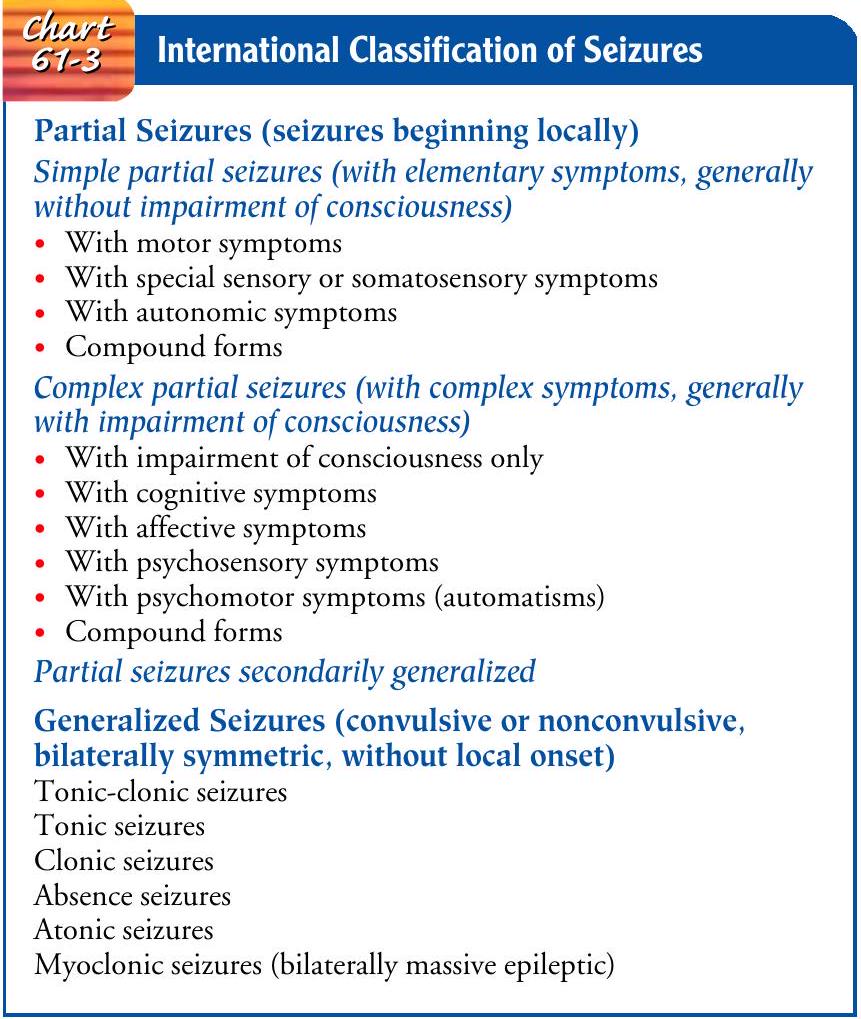 Chart
61-3
International Classification of Seizures
Partial Seizures (seizures beginning locally)
Simple partial seizures (with elementary symptoms, generally
without impairment of consciousness)
• With motor symptoms
• With special sensory or somatosensory symptoms
• With autonomic symptoms
• Compound forms
Complex partial seizures (with complex symptoms, generally
with impairment of consciousness)
• With impairment of consciousness only
• With cognitive symptoms
• With affective symptoms
• With psychosensory symptoms
• With psychomotor symptoms (automatisms)
• Compound forms
Partial seizures secondarily generalized
Generalized Seizures (convulsive or nonconvulsive,
bilaterally symmetric, without local onset)
Tonic-clonic seizures
Tonic seizures
Clonic seizures
Absence seizures
Atonic seizures
Myoclonic seizures (bilaterally massive epileptic)